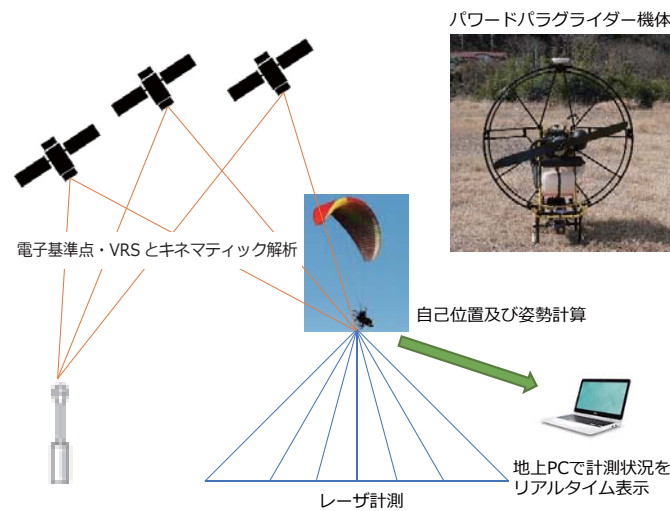 パワードパラグライダー機体
電子基準点・VRSとキネマティック解析
自己位置及び姿勢計算
地上PCで計測状況を
リアルタイム表示
レーザ計測